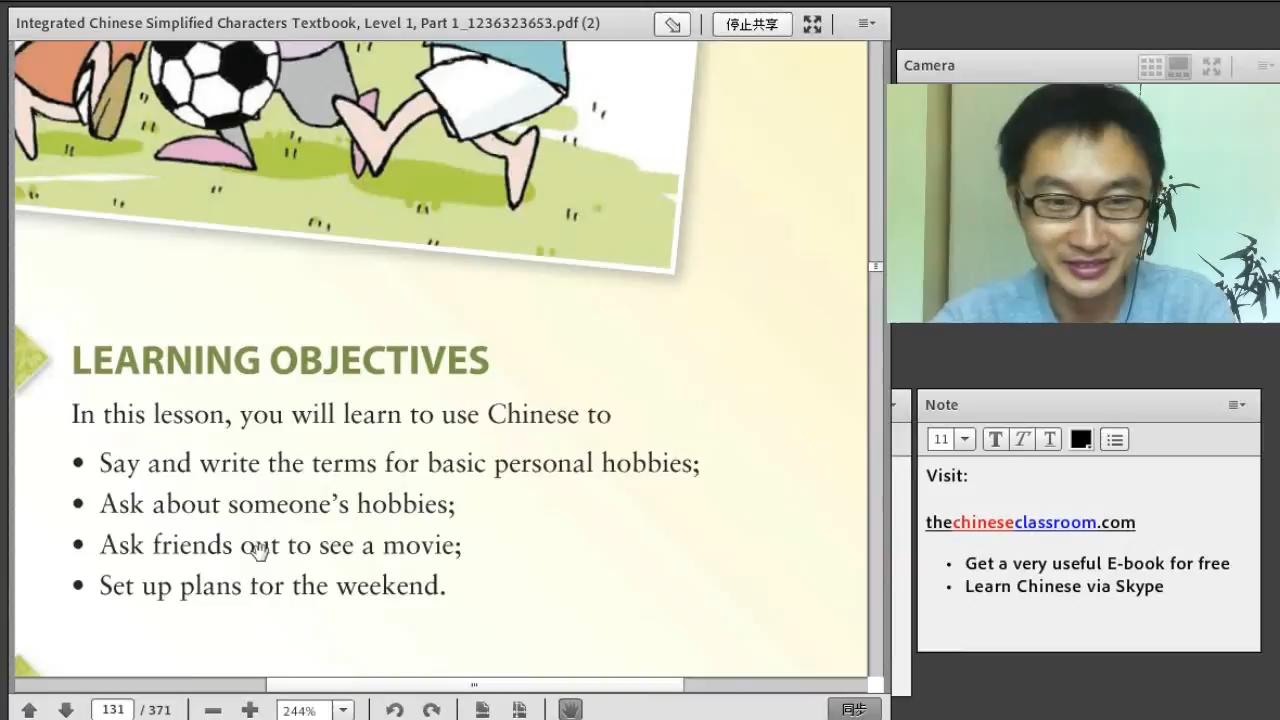 Integrated Chinese Simplified Characters Textbook, Level 1, Part 1_1236323653.pdf (2)
停止共享
LEARNING OBJECTIVES
In this lesson, you will learn to use Chinese to
• Say and write the terms for basic personal hobbies;
• Ask about someone's hobbies;
• Ask friends out to see a movie;
• Set up plans for the weekend.
131 / 371
244%
同步
Camera
Note
11 T T T
Visit:
thechineseclassroom.com
• Get a very useful E-book for free
• Learn Chinese via Skype